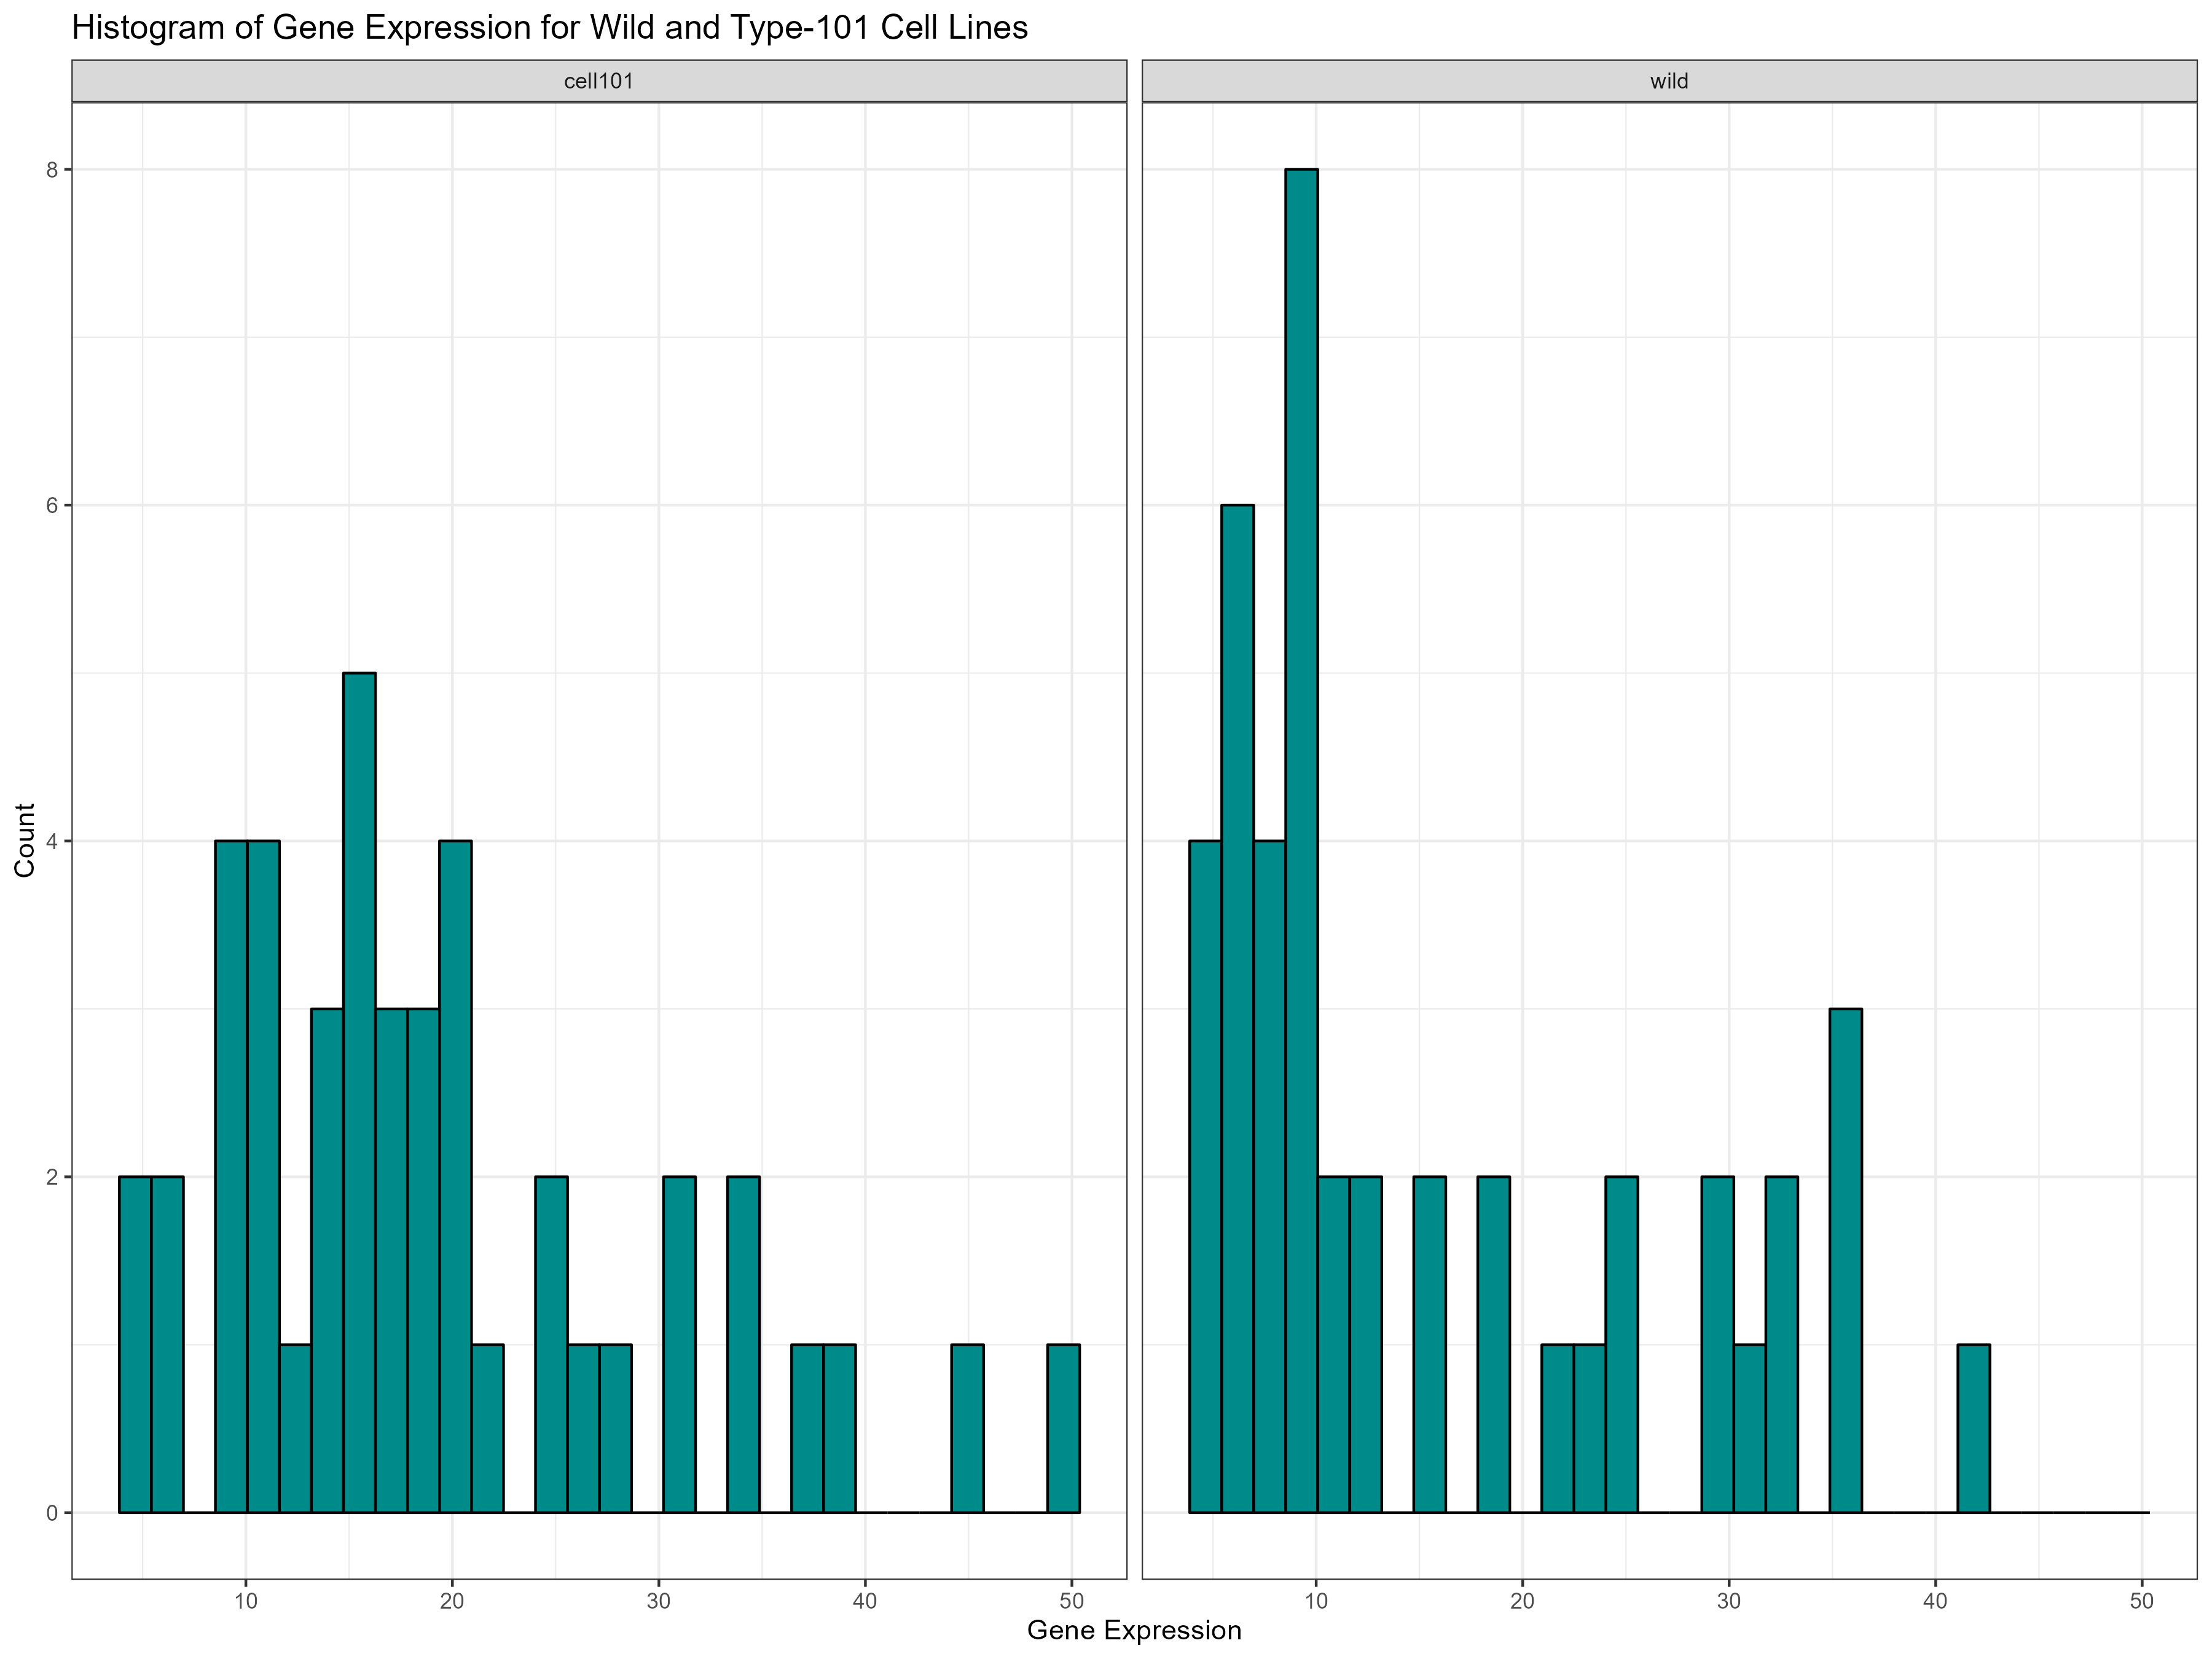 Histogram of Gene Expression for Wild and Type-101 Cell Lines
cell101 wild
8
6
4
2
0
Count
10 20 30 40 50 10 20 30 40 50
Gene Expression